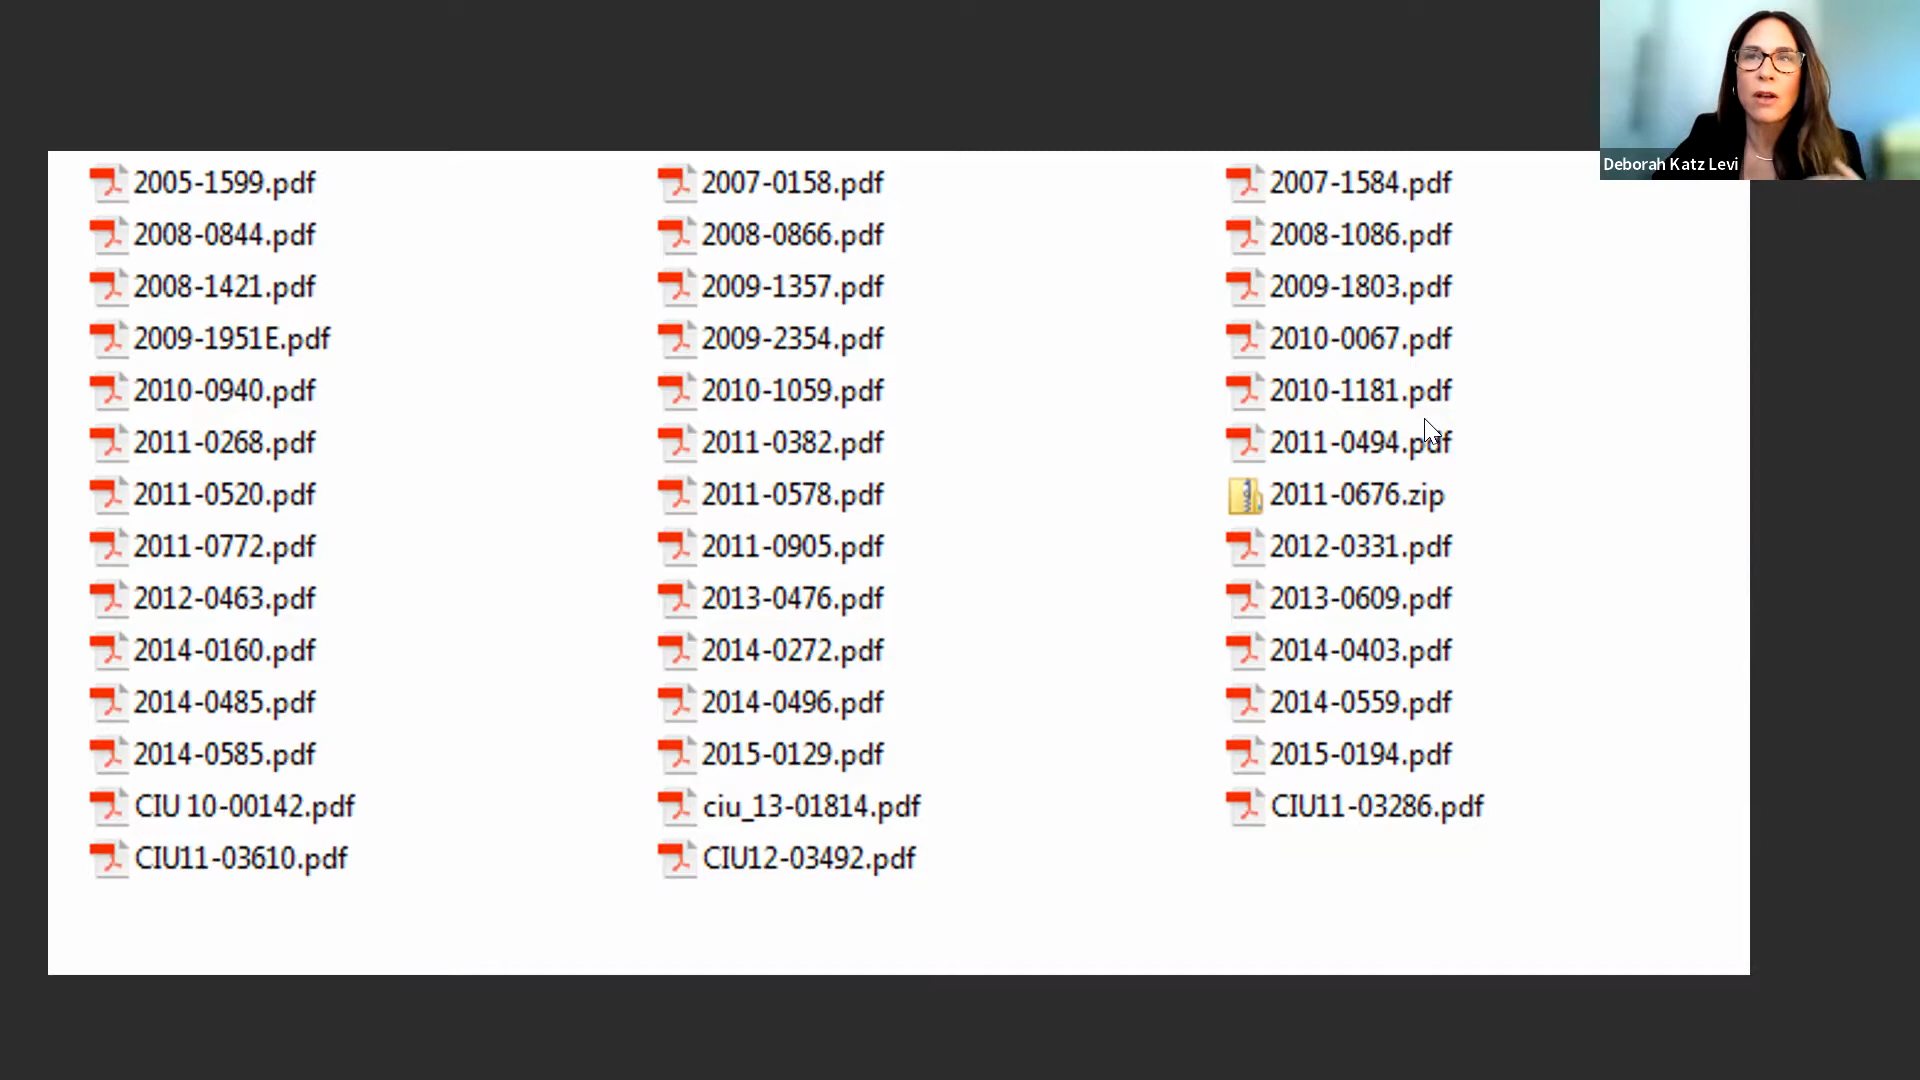 Deborah Katz Levi
2005-1599.pdf 2007-0158.pdf 2007-1584.pdf
2008-0844.pdf 2008-0866.pdf 2008-1086.pdf
2008-1421.pdf 2009-1357.pdf 2009-1803.pdf
2009-1951E.pdf 2009-2354.pdf 2010-0067.pdf
2010-0940.pdf 2010-1059.pdf 2010-1181.pdf
2011-0268.pdf 2011-0382.pdf 2011-0494.pdf
2011-0520.pdf 2011-0578.pdf 2011-0676.zip
2011-0772.pdf 2011-0905.pdf 2012-0331.pdf
2012-0463.pdf 2013-0476.pdf 2013-0609.pdf
2014-0160.pdf 2014-0272.pdf 2014-0403.pdf
2014-0485.pdf 2014-0496.pdf 2014-0559.pdf
2014-0585.pdf 2015-0129.pdf 2015-0194.pdf
CIU 10-00142.pdf ciu_13-01814.pdf CIU11-03286.pdf
CIU11-03610.pdf CIU12-03492.pdf